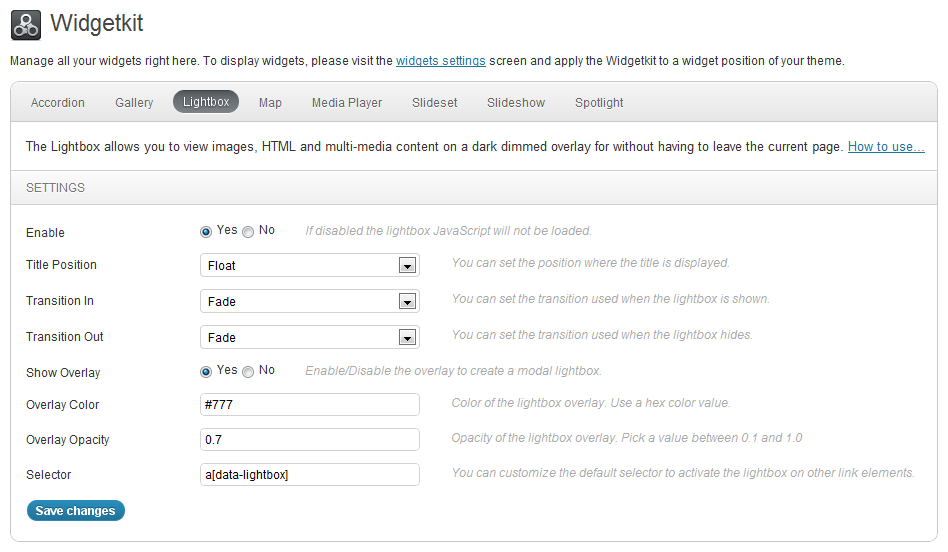 Widgetkit
Manage all your widgets right here. To display widgets, please visit the widgets settings screen and apply the Widgetkit to a widget position of your theme.
Accordion Gallery Lightbox Map Media Player Slideset Slideshow Spotlight
The Lightbox allows you to view images, HTML and multi-media content on a dark dimmed overlay for without having to leave the current page. How to use...
SETTINGS
Enable Yes No If disabled the lightbox JavaScript will not be loaded.
Title Position Float You can set the position where the title is displayed.
Transition In Fade You can set the transition used when the lightbox is shown.
Transition Out Fade You can set the transition used when the lightbox hides.
Show Overlay Yes No Enable/Disable the overlay to create a modal lightbox.
Overlay Color #777 Color of the lightbox overlay. Use a hex color value.
Overlay Opacity 0.7 Opacity of the lightbox overlay. Pick a value between 0.1 and 1.0
Selector a[data-lightbox] You can customize the default selector to activate the lightbox on other link elements.
Save changes